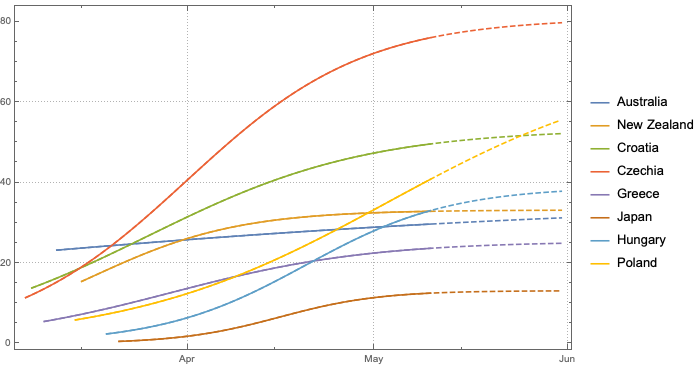 80
60
40
20
0
Apr
May
Jun
Australia
New Zealand
Croatia
Czechia
Greece
Japan
Hungary
Poland